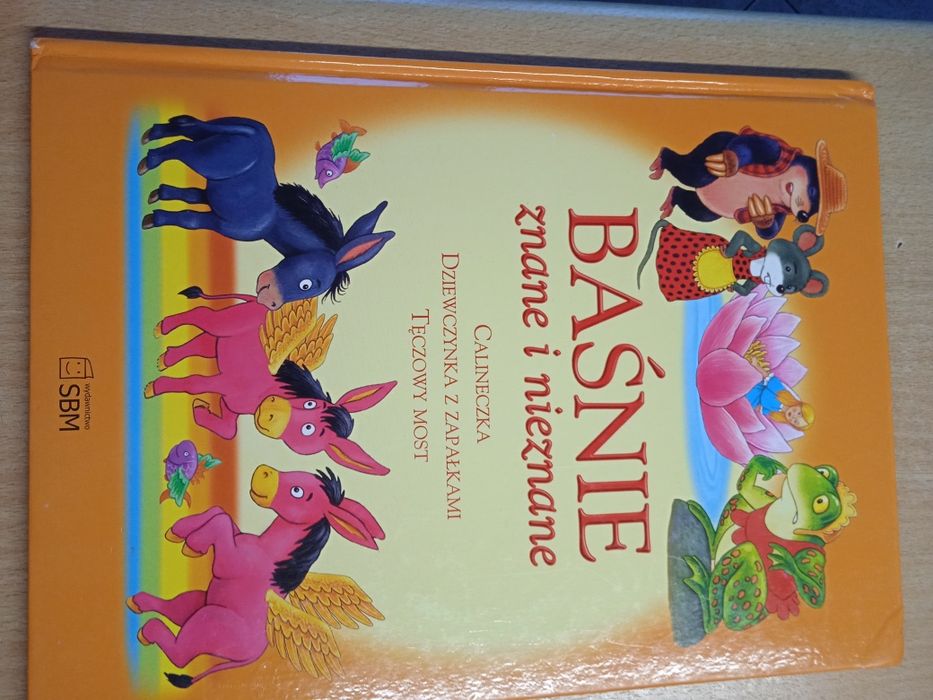 BAŚNIE
znane i nieznane
CALINECZKA
DZIEWCZYNKA Z ZAPAŁKAMI
TĘCZOWY MOST
wydawnictwo
SBM